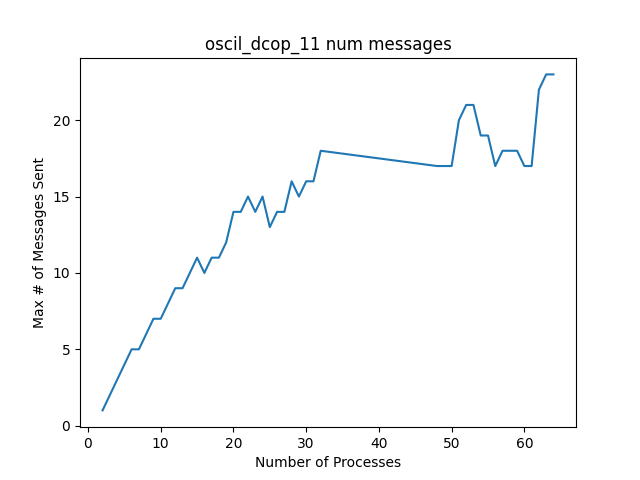 oscil_dcop_11 num messages
20
15
10
5
0
Max # of Messages Sent
0 10 20 30 40 50 60
Number of Processes